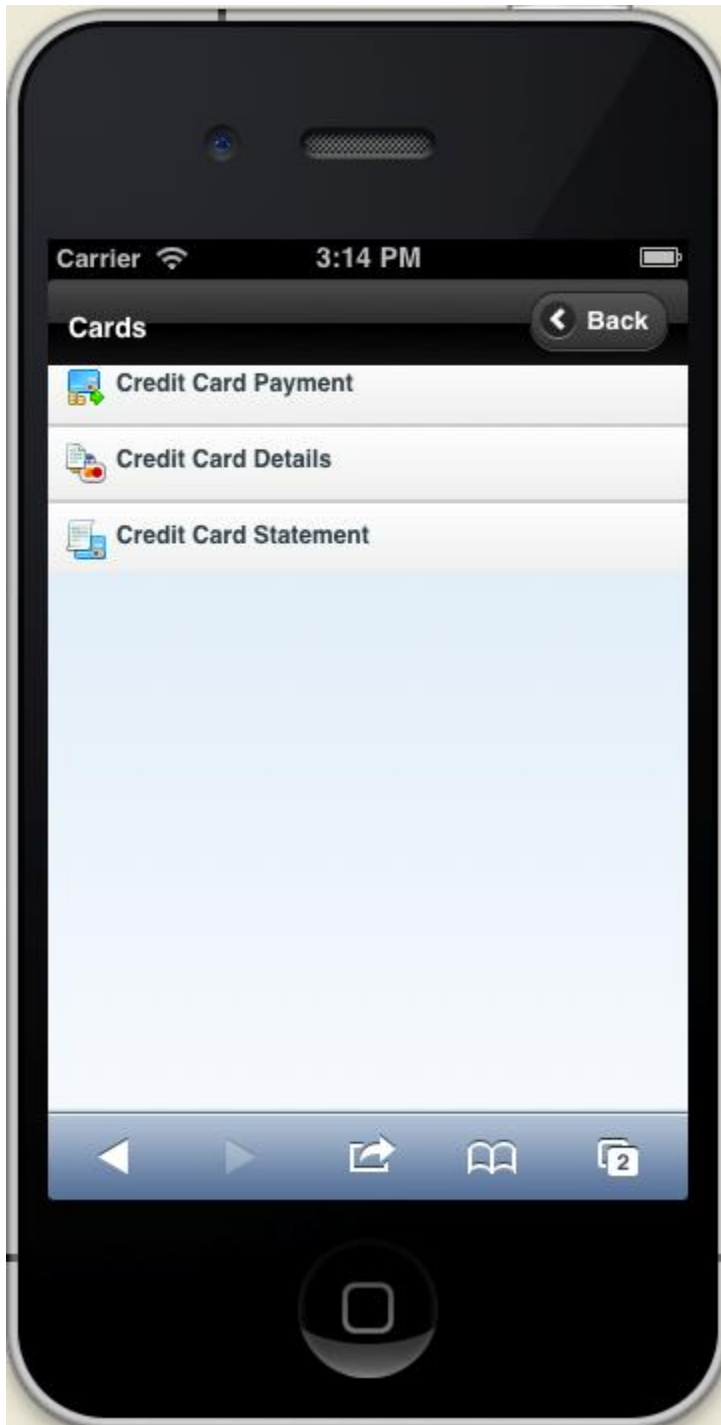 Carrier 3:14 PM
Cards Back
Credit Card Payment
Credit Card Details
Credit Card Statement
2